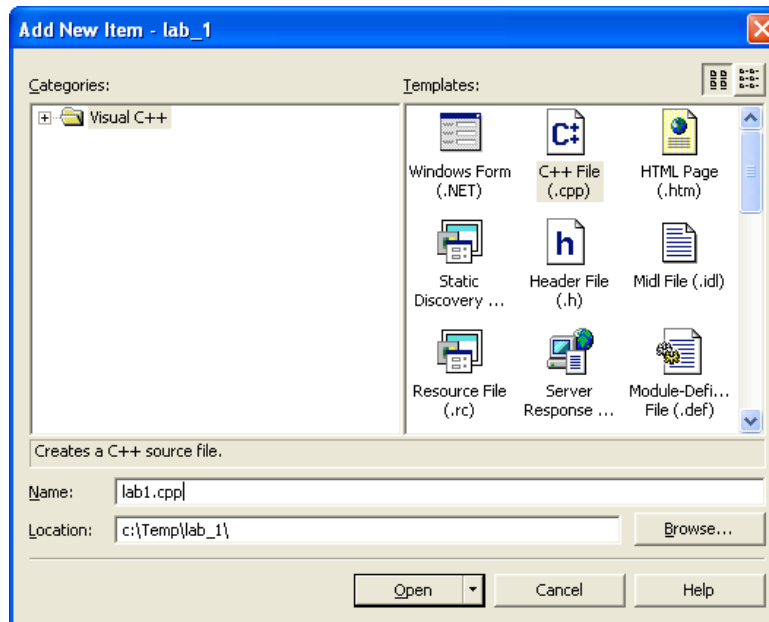 Add New Item - lab_1
Categories:
Templates:
Visual C++
Windows Form
(.NET)
C++ File
(.cpp)
HTML Page
(.htm)
Static
Discovery ...
Header File
(.h)
Midl File (.idl)
Resource File
(.rc)
Server
Response ...
Module-Defi...
File (.def)
Creates a C++ source file.
Name:
lab1.cpp
Location:
c:\Temp\lab_1\
Browse...
Open
Cancel
Help